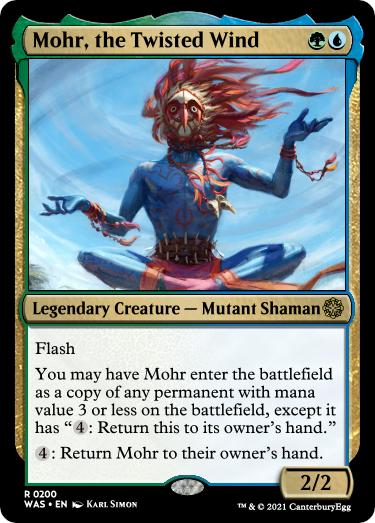 Mohr, the Twisted Wind
Legendary Creature — Mutant Shaman
Flash
You may have Mohr enter the battlefield
as a copy of any permanent with mana
value 3 or less on the battlefield, except it
has “4: Return this to its owner’s hand.”
4: Return Mohr to their owner’s hand.
2/2
R 0200
WAS • EN Karl Simon
™ & © 2021 CanterburyEgg